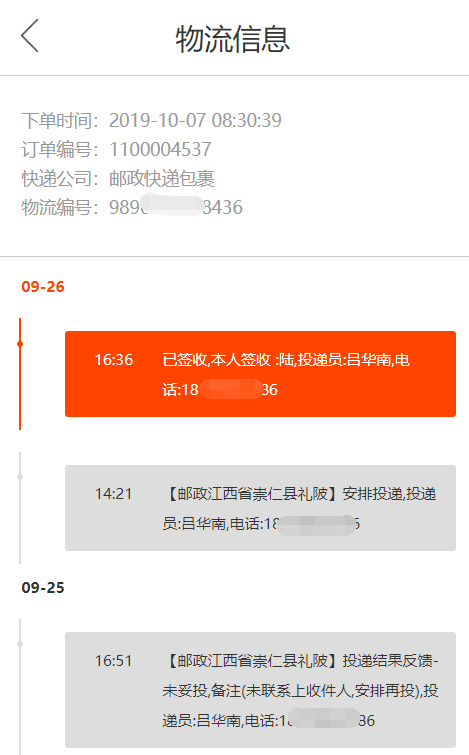 物流信息
下单时间：2019-10-07 08:30:39
订单编号：1100004537
快递公司：邮政快递包裹
物流编号：989 8436
09-26
16:36 已签收,本人签收 :陆,投递员:吕华南,电
话:18 36
14:21 【邮政江西省崇仁县礼陂】安排投递,投递
员:吕华南,电话:18 6
09-25
16:51 【邮政江西省崇仁县礼陂】投递结果反馈-
未妥投,备注(未联系上收件人,安排再投),投
递员:吕华南,电话:1 86